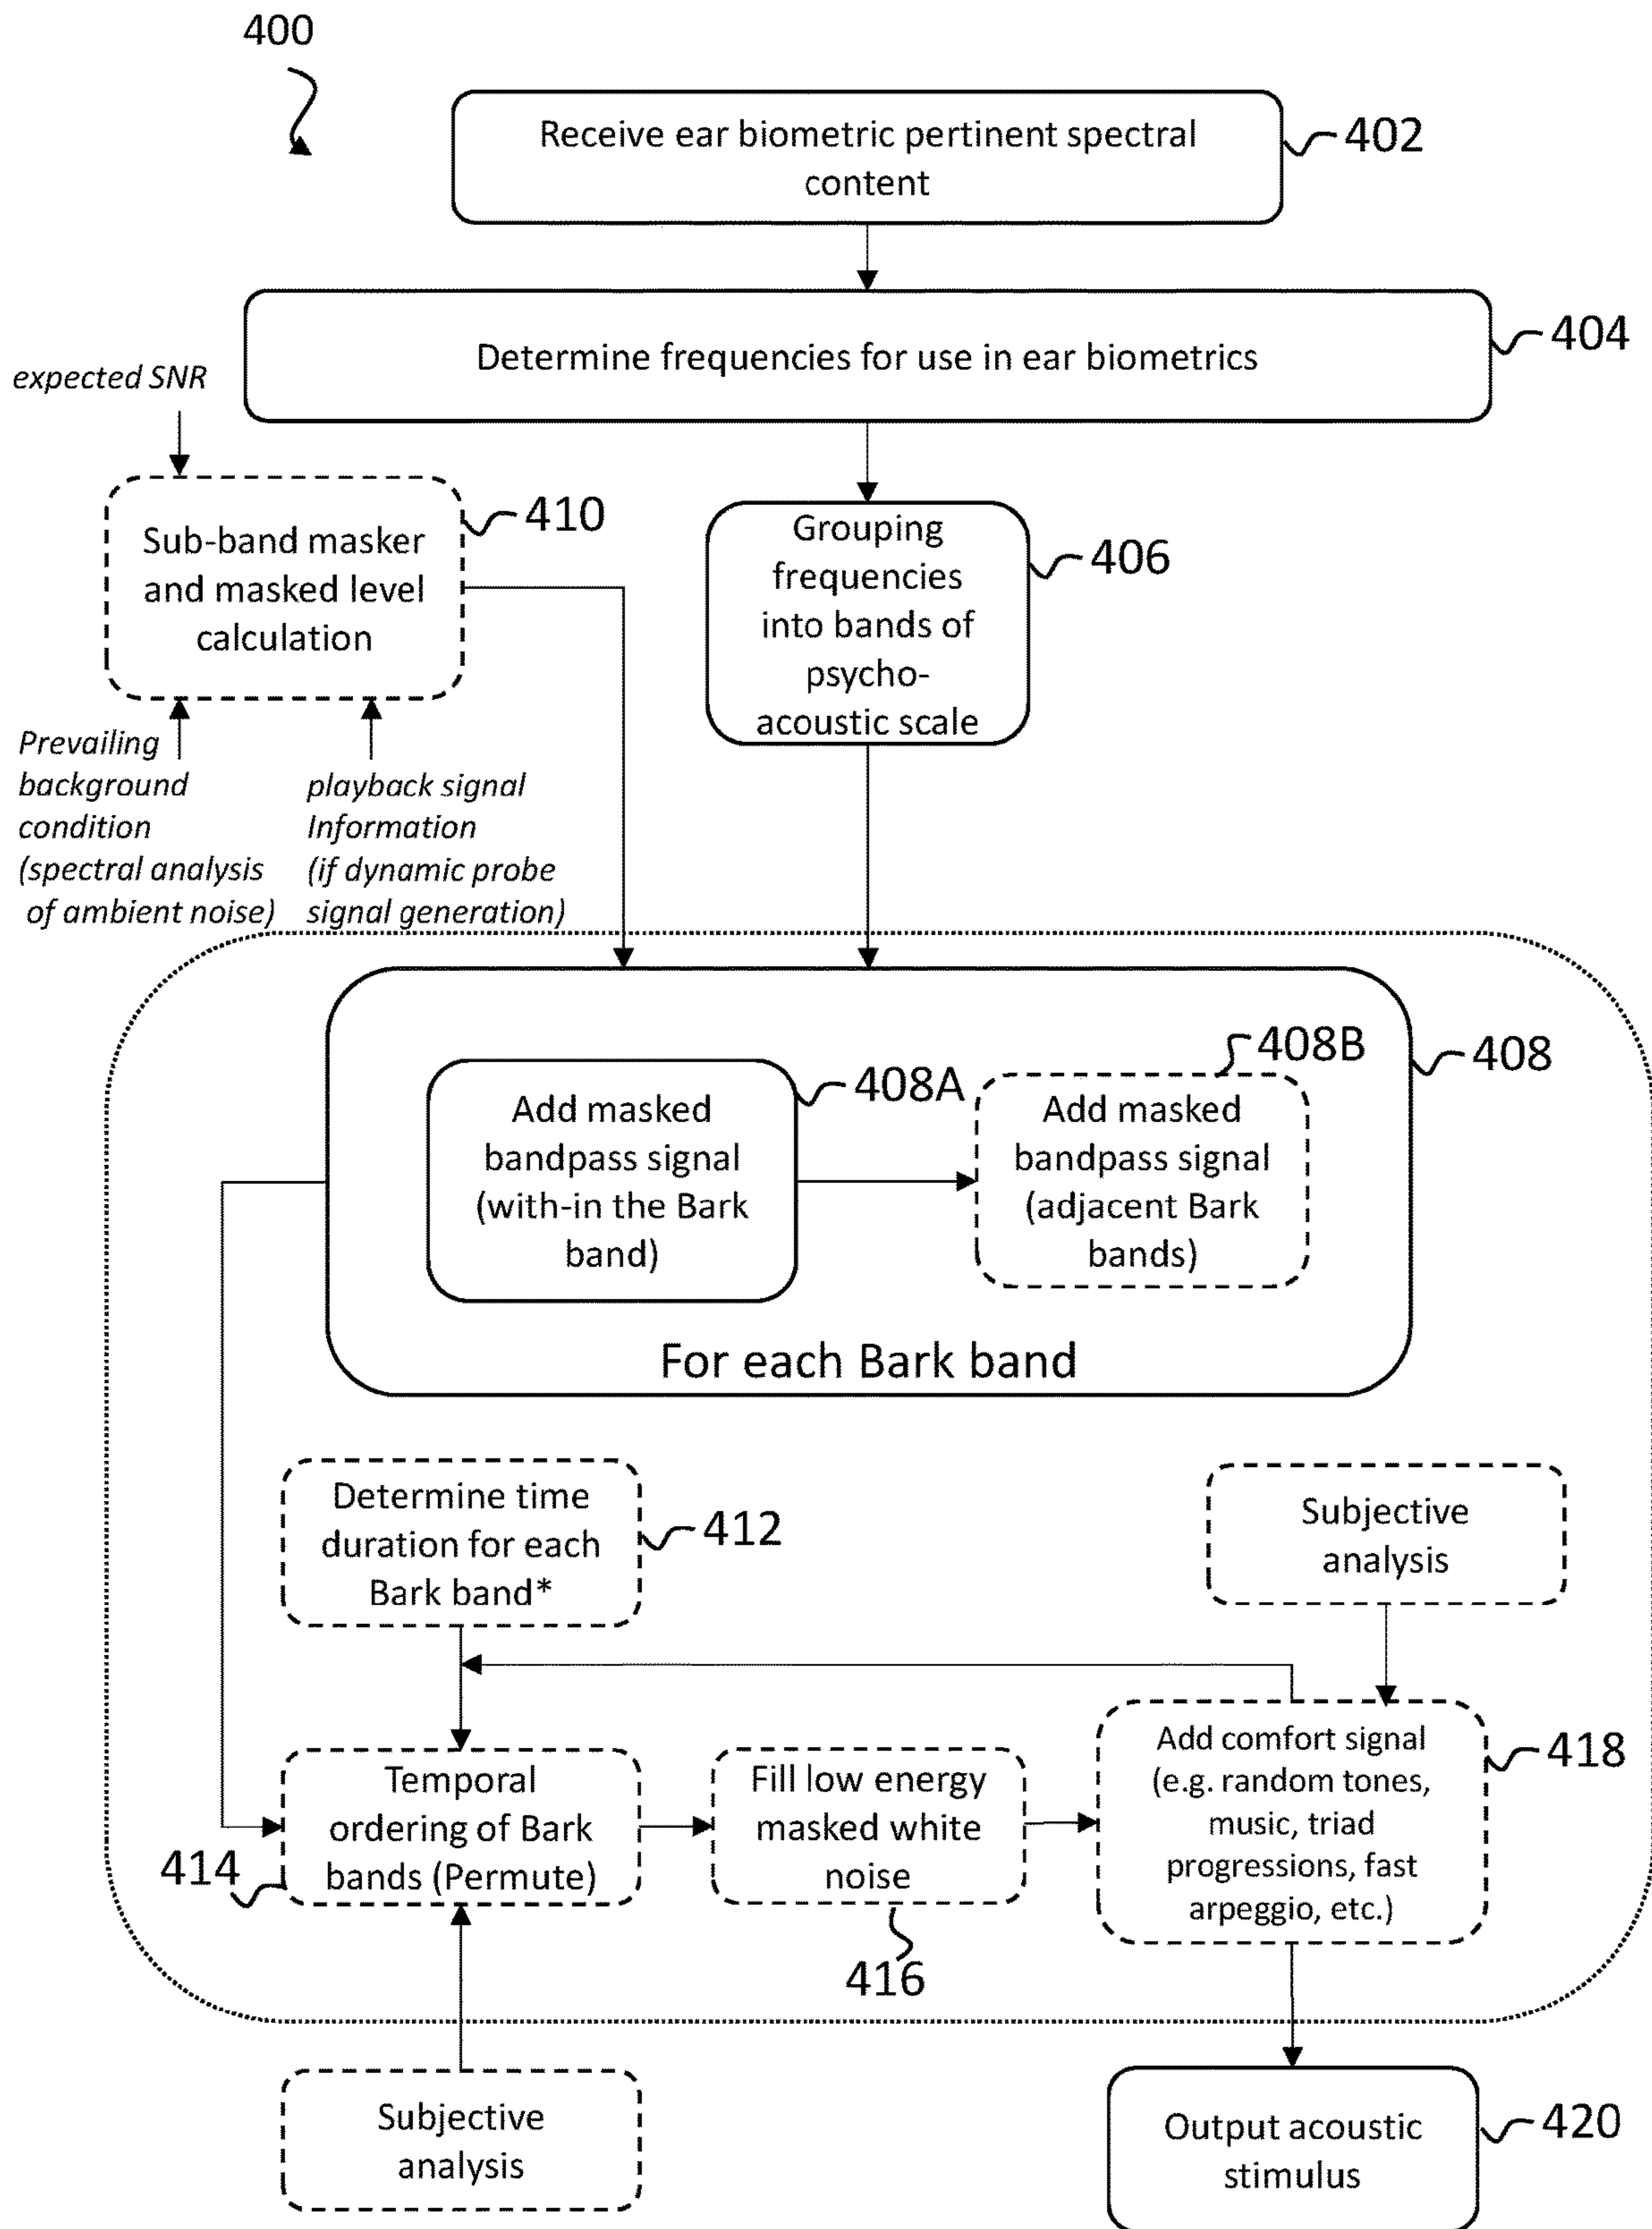 400
Receive ear biometric pertinent spectral
content
402
Determine frequencies for use in ear biometrics
404
expected SNR
Sub-band masker
and masked level
calculation
410
Grouping
frequencies
into bands of
psycho-
acoustic scale
406
Prevailing
background
condition
(spectral analysis
of ambient noise)
playback signal
Information
(if dynamic probe
signal generation)
408
Add masked
bandpass signal
(with-in the Bark
band)
408A
Add masked
bandpass signal
(adjacent Bark
bands)
408B
For each Bark band
Determine time
duration for each
Bark band*
412
Subjective
analysis
Temporal
ordering of Bark
bands (Permute)
414
Fill low energy
masked white
noise
416
Add comfort signal
(e.g. random tones,
music, triad
progressions, fast
arpeggio, etc.)
418
Subjective
analysis
Output acoustic
stimulus
420